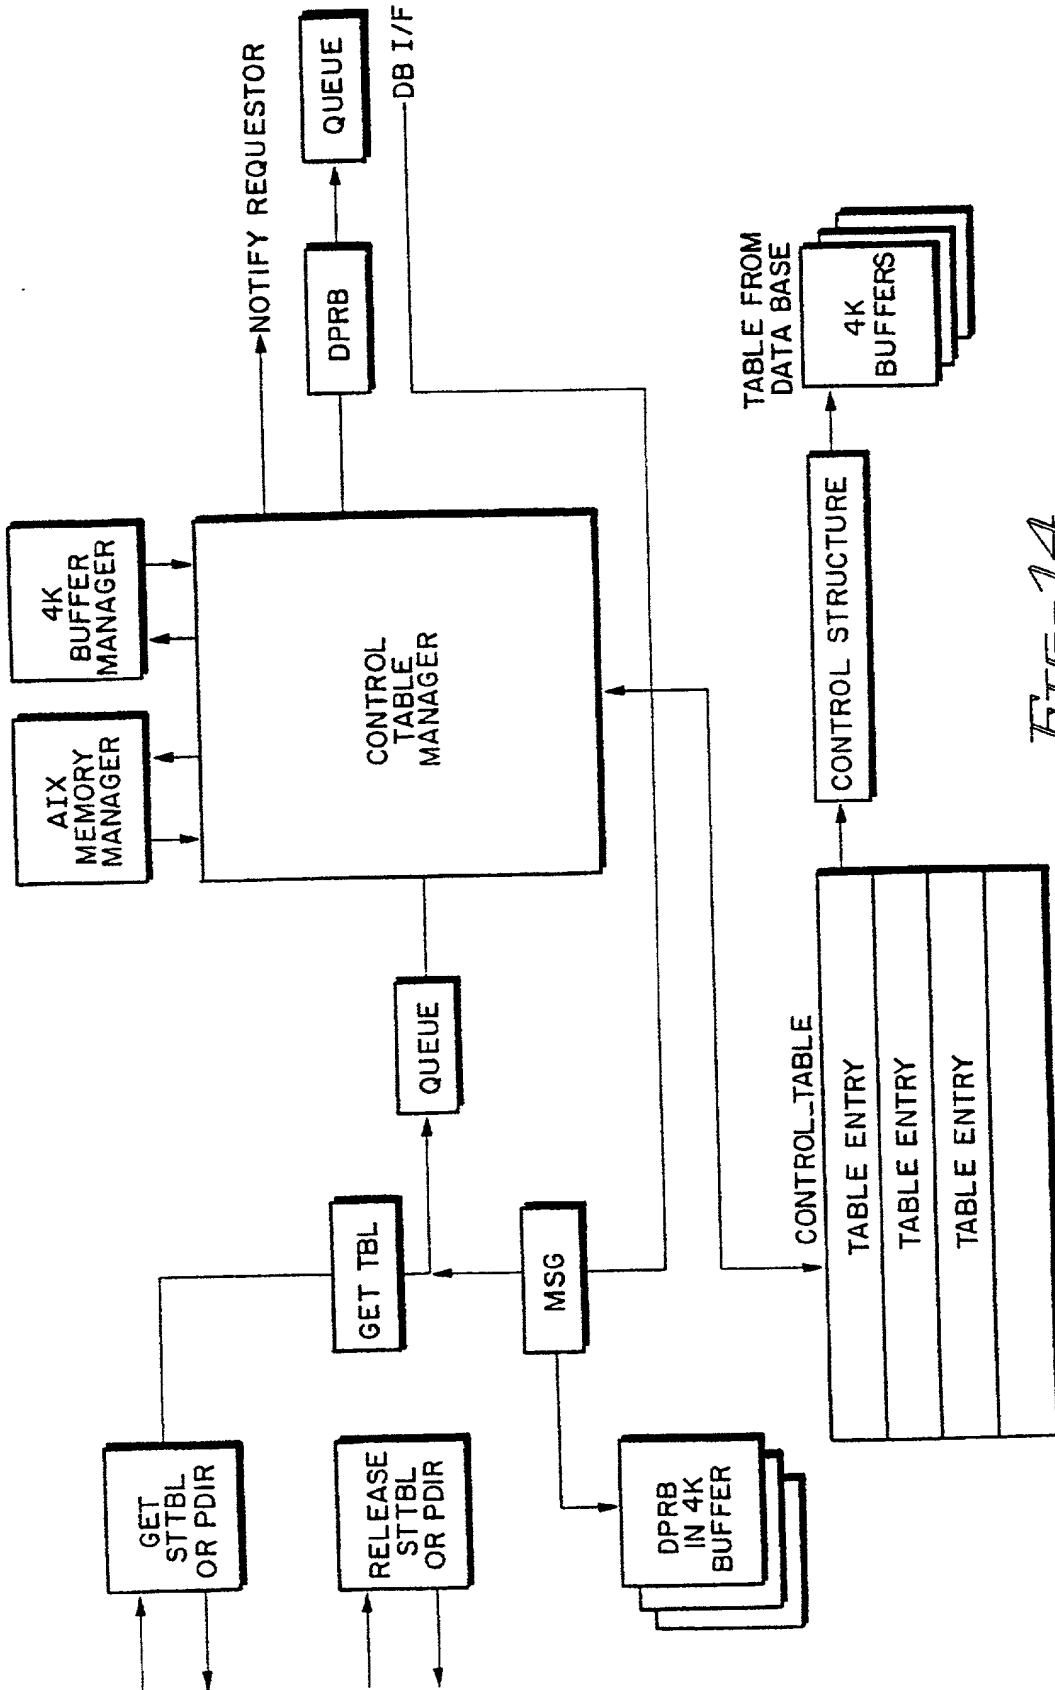 AIX
MEMORY
MANAGER
4K
BUFFER
MANAGER
NOTIFY REQUESTOR
GET
STTBL
OR PDIR
GET TBL
QUEUE
CONTROL
TABLE
MANAGER
DPRB
QUEUE
DB I/F
RELEASE
STTBL
OR PDIR
MSG
DPRB
IN 4K
BUFFER
CONTROL_TABLE
TABLE ENTRY
TABLE ENTRY
TABLE ENTRY
CONTROL STRUCTURE
TABLE FROM
DATA BASE
4K
BUFFERS